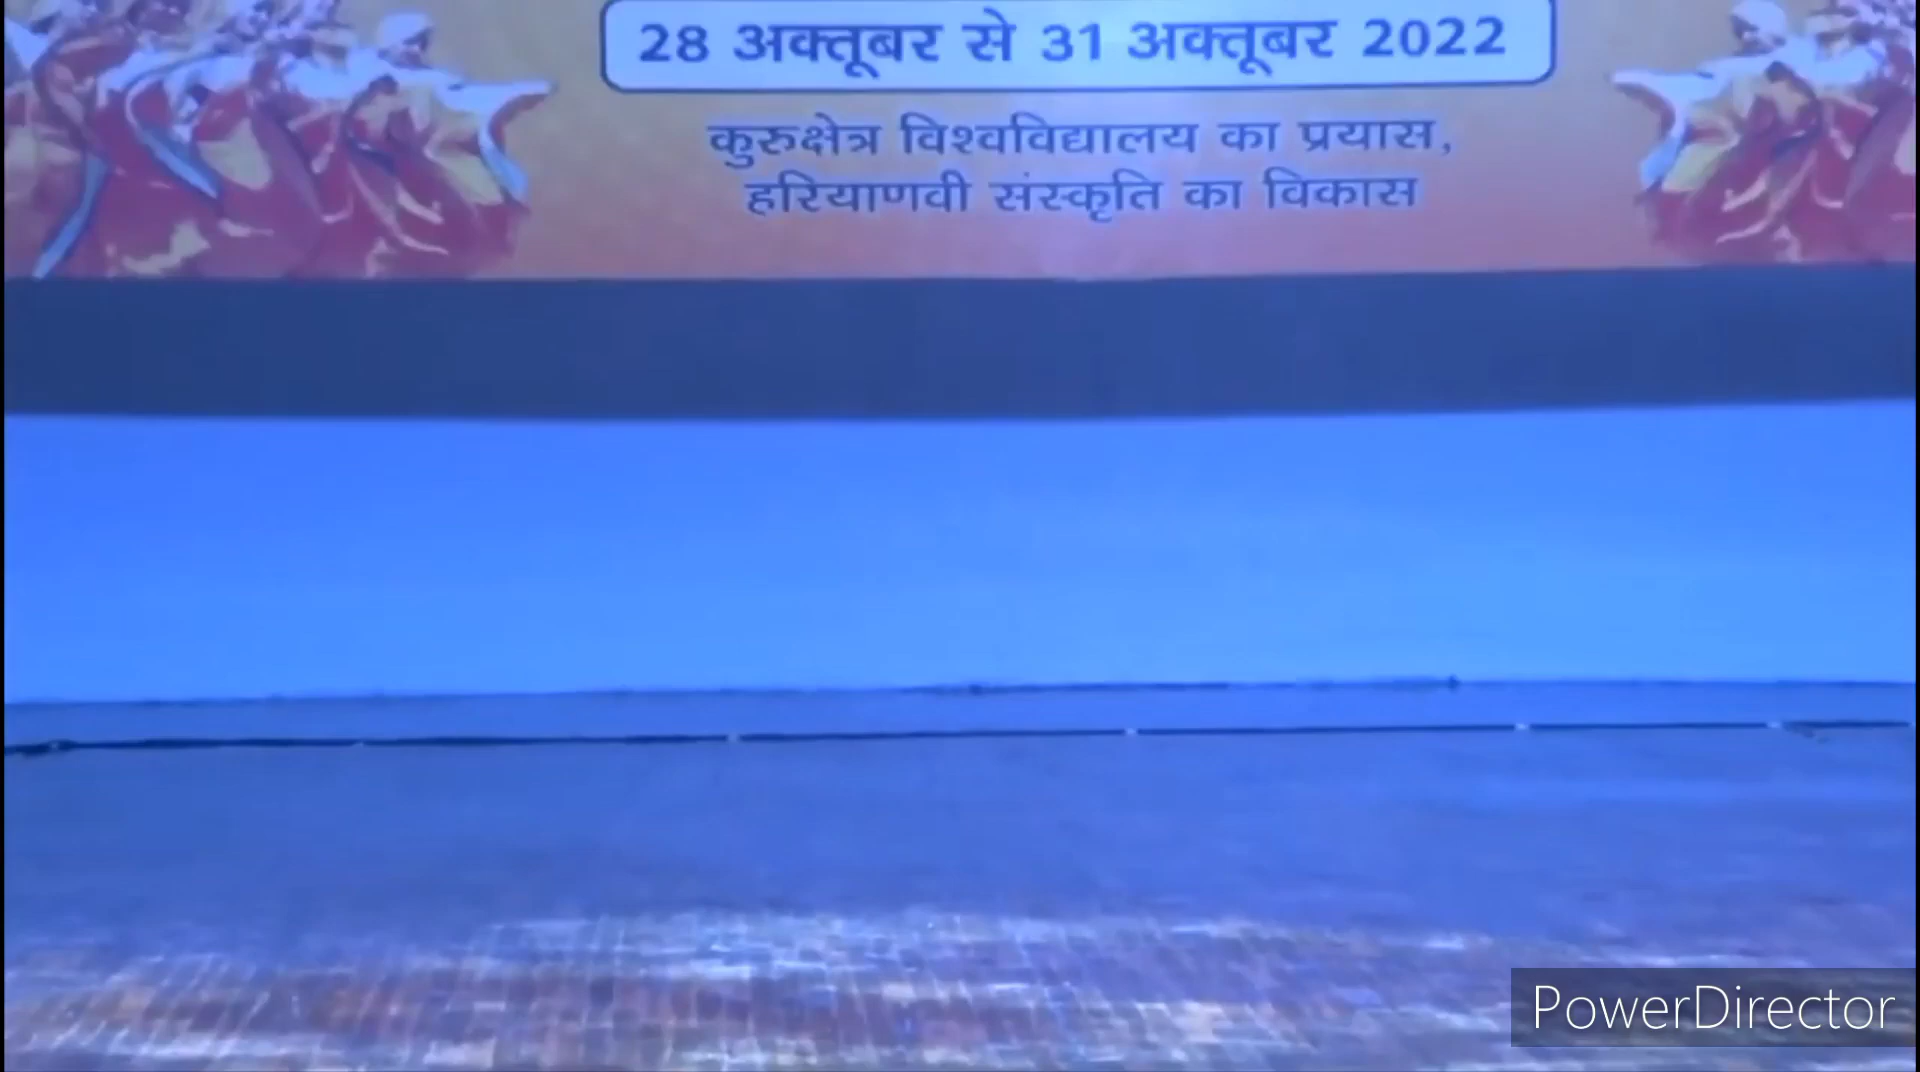 28 अक्तूबर से 31 अक्तूबर 2022
कुरुक्षेत्र विश्वविद्यालय का प्रयास,
हरियाणवी संस्कृति का विकास
PowerDirector